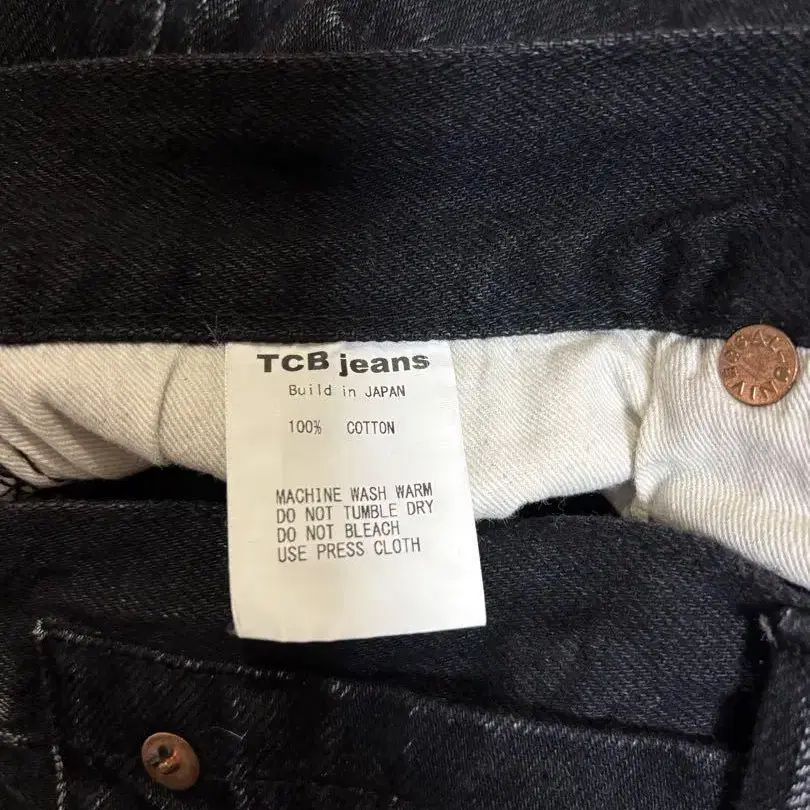 TCB jeans
Build in JAPAN
100% COTTON
MACHINE WASH WARM
DO NOT TUMBLE DRY
DO NOT BLEACH
USE PRESS CLOTH